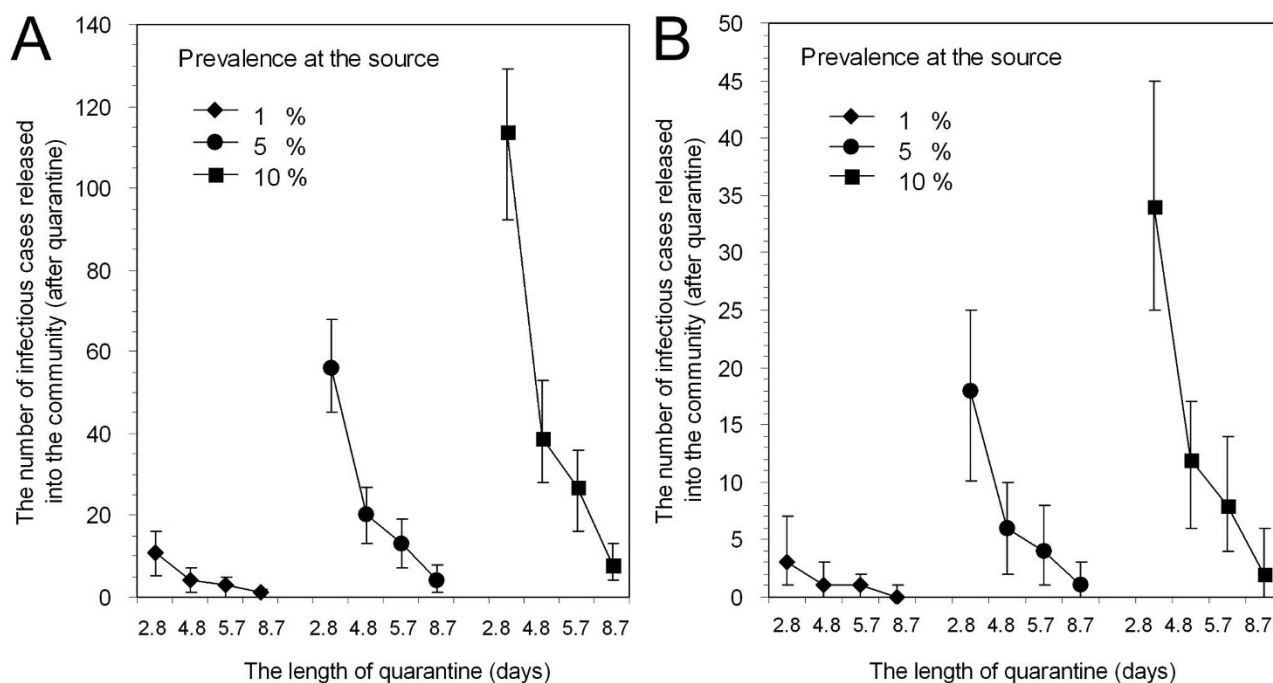 A
The number of infectious cases released
into the community (after quarantine)
140
120
100
80
60
40
20
0
Prevalence at the source
1 %
5 %
10 %
2.8 4.8 5.7 8.7 2.8 4.8 5.7 8.7 2.8 4.8 5.7 8.7
The length of quarantine (days)
B
The number of infectious cases released
into the community (after quarantine)
50
45
40
35
30
25
20
15
10
5
0
Prevalence at the source
1 %
5 %
10 %
2.8 4.8 5.7 8.7 2.8 4.8 5.7 8.7 2.8 4.8 5.7 8.7
The length of quarantine (days)